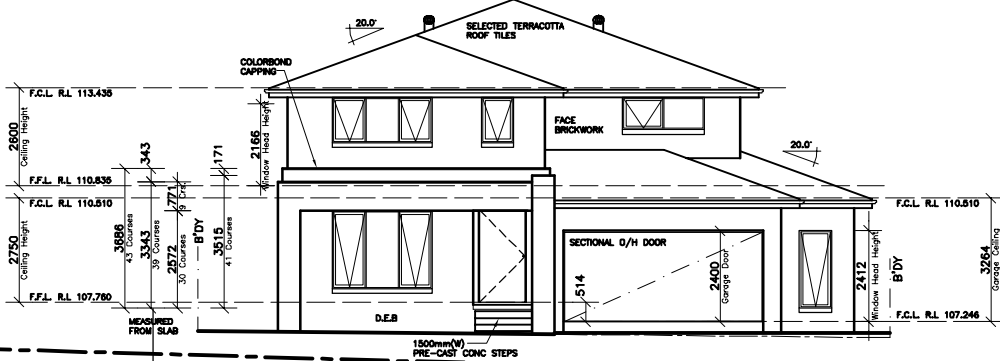 20.0°
SELECTED TERRACOTTA
ROOF TILES
COLORBOND
CAPPING
F.C.L. R.L 113.435
2600
Ceiling Height
343
171
2166
Window Head Height
FACE
BRICKWORK
20.0°
F.F.L. R.L 110.835
F.C.L. R.L 110.510
F.C.L. R.L 110.510
2750
Ceiling Height
3686
43 Courses
3343
39 Courses
771
9 Crs.
2572
30 Courses
B'DY
3515
41 Courses
SECTIONAL O/H DOOR
514
2400
Garage Door
2412
Window Head Height
B'DY
3264
Garage Ceiling
F.F.L. R.L 107.760
F.C.L. R.L 107.246
D.E.B
MEASURED
FROM SLAB
1500mm(W)
PRE-CAST CONC STEPS